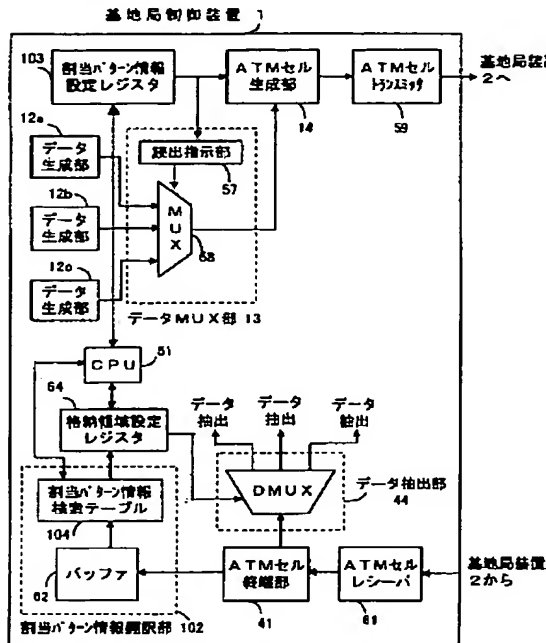 基地局制御装置 1
103
割当パターン情報
設定レジスタ
ATMセル
生成部
14
ATMセル
トランスミッタ
59
基地局装置
2へ
12a
データ
生成部
12b
データ
生成部
12c
データ
生成部
読出指示部
57
MUX
58
データMUX部 13
CPU
51
64
格納領域設定
レジスタ
データ
抽出
データ
抽出
データ
抽出
DMUX
データ抽出部
44
割当パターン情報
検索テーブル
104
バッファ
62
割当パターン情報翻訳部 102
ATMセル
終端部
41
ATMセル
レシーバ
61
基地局装置
2から